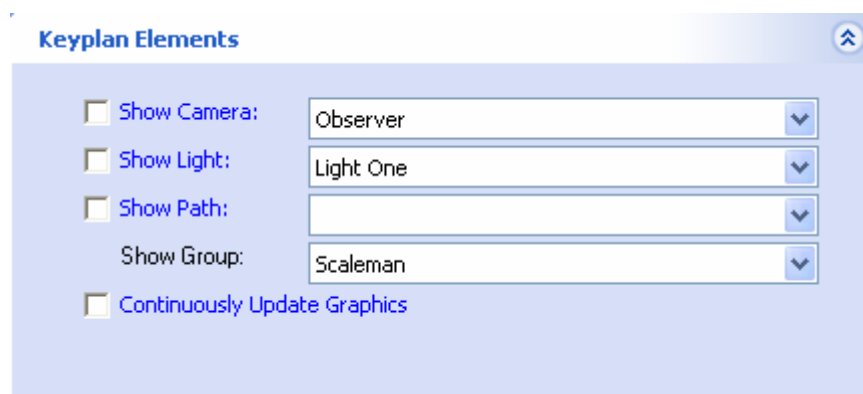 Keyplan Elements
Show Camera: Observer
Show Light: Light One
Show Path:
Show Group: Scaleman
Continuously Update Graphics